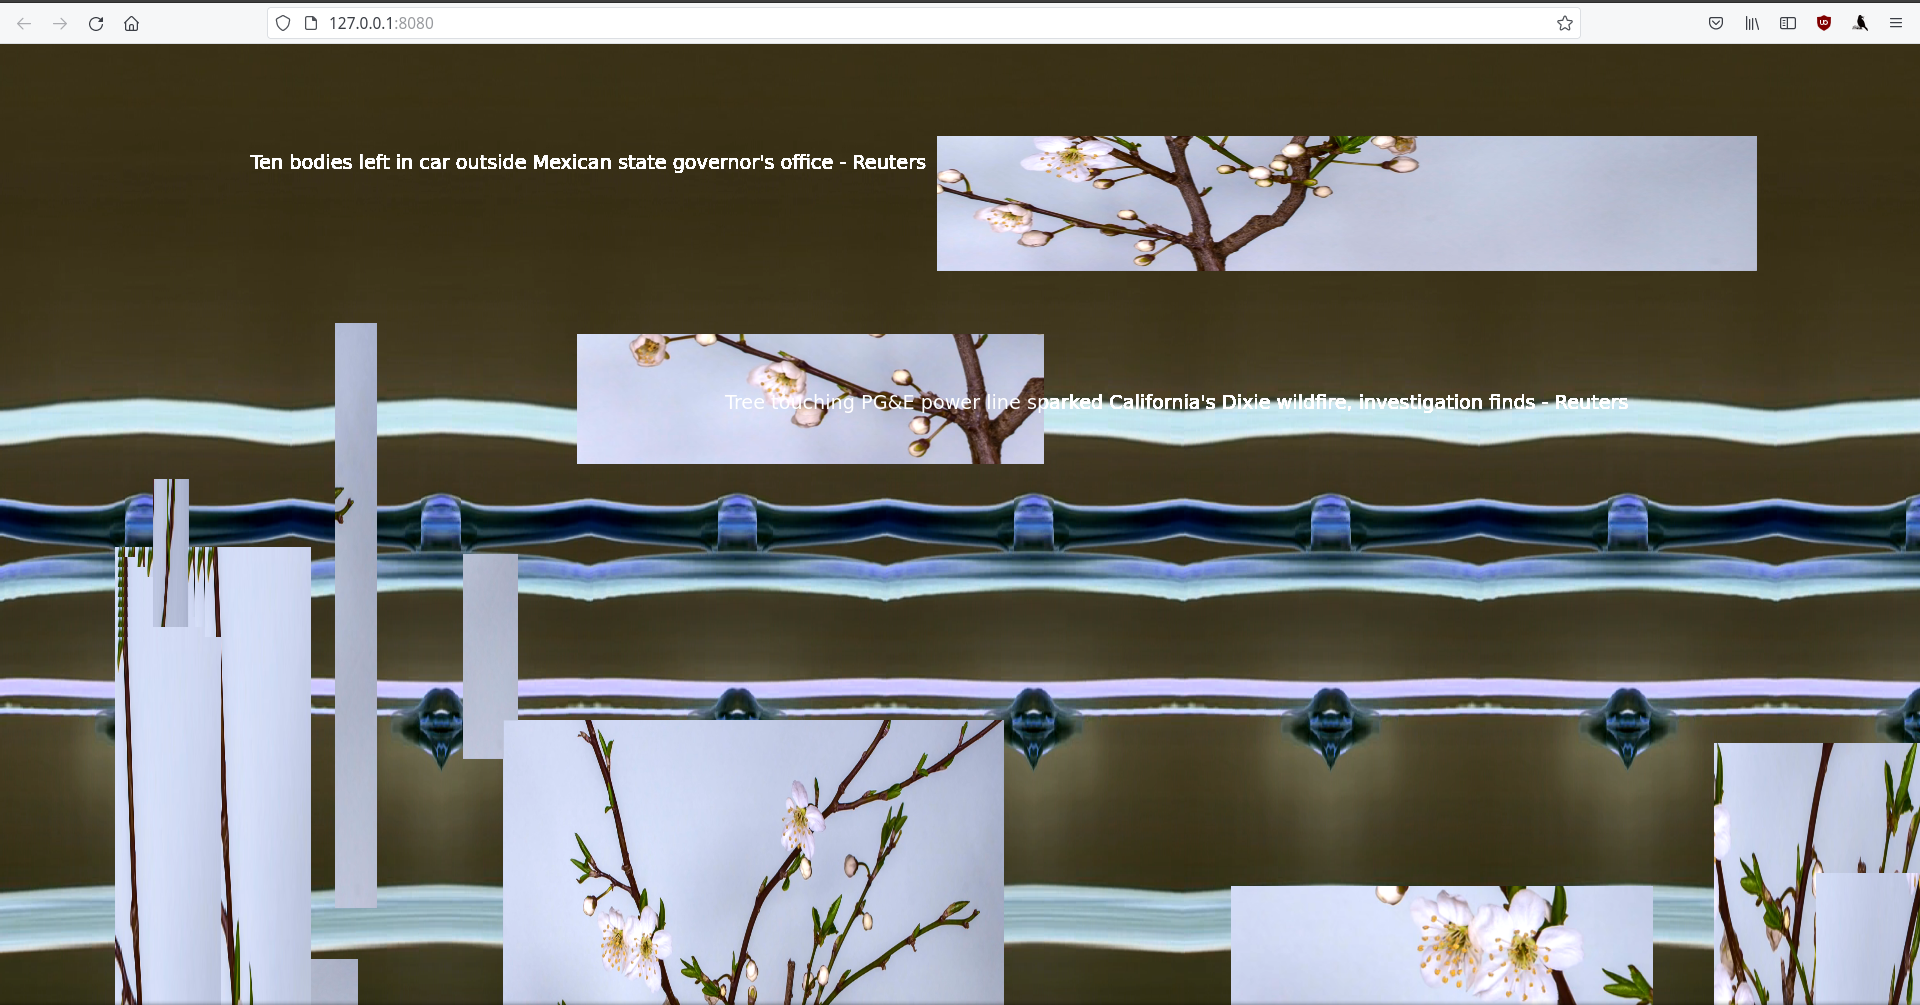 127.0.0.1:8080
Ten bodies left in car outside Mexican state governor's office - Reuters
Tree touching PG&E power line sparked California's Dixie wildfire, investigation finds - Reuters